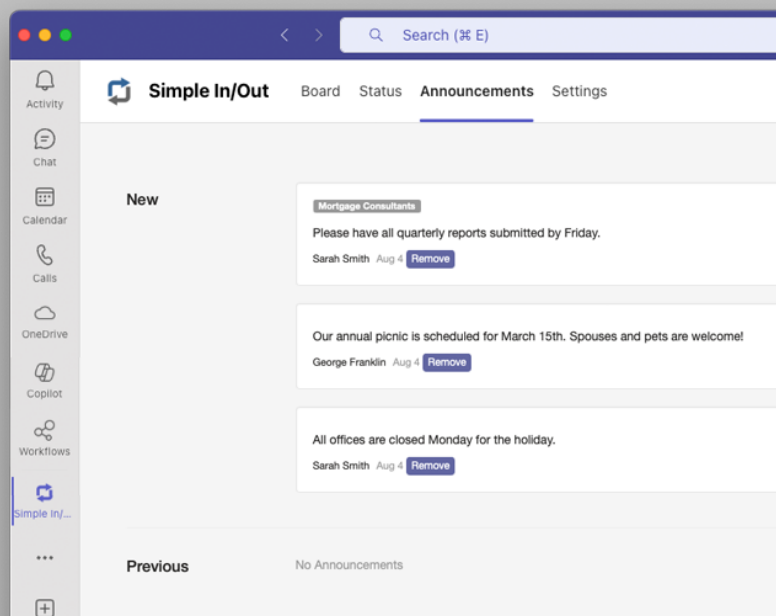 Search (⌘ E)
Activity
Chat
Calendar
Calls
OneDrive
Copilot
Workflows
Simple In/...
Simple In/Out
Board Status Announcements Settings
New
Mortgage Consultants
Please have all quarterly reports submitted by Friday.
Sarah Smith Aug 4 Remove
Our annual picnic is scheduled for March 15th. Spouses and pets are welcome!
George Franklin Aug 4 Remove
All offices are closed Monday for the holiday.
Sarah Smith Aug 4 Remove
Previous No Announcements